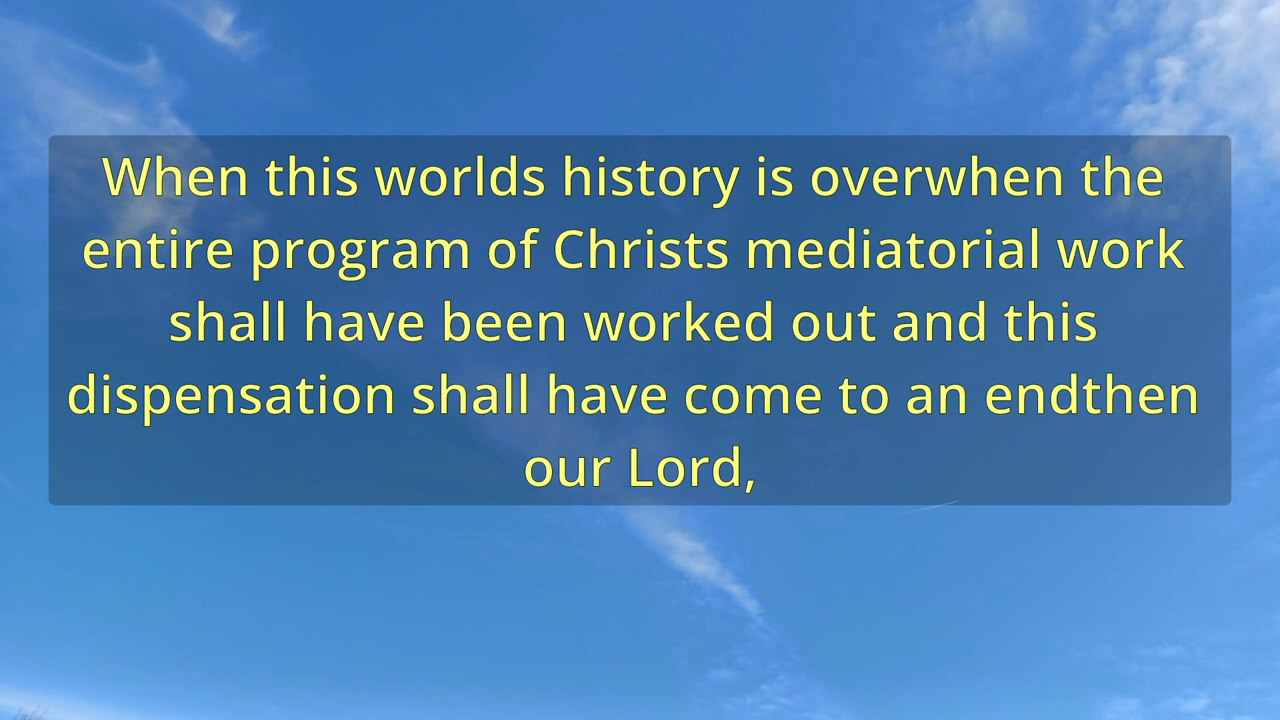 When this worlds history is overwhen the
entire program of Christs mediatorial work
shall have been worked out and this
dispensation shall have come to an endthen
our Lord,